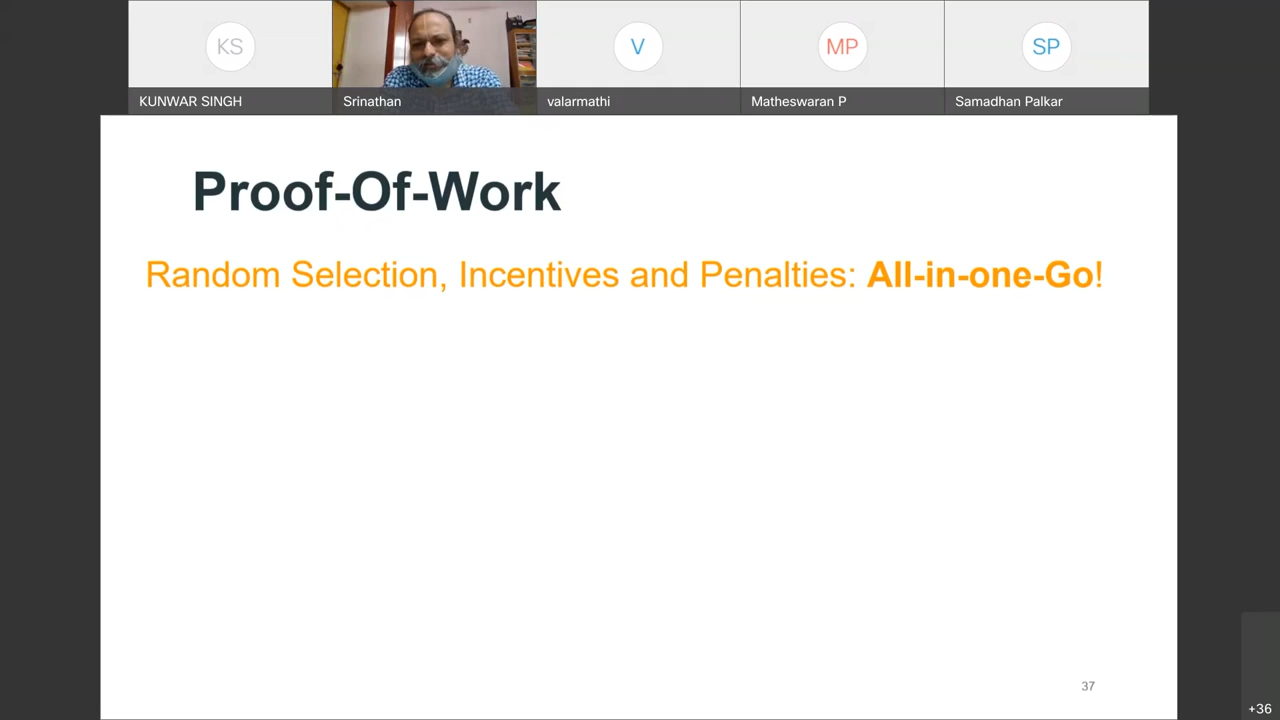 KS
V
MP
SP
KUNWAR SINGH
Srinathan
valarmathi
Matheswaran P
Samadhan Palkar
Proof-Of-Work
Random Selection, Incentives and Penalties: All-in-one-Go!
37
+36